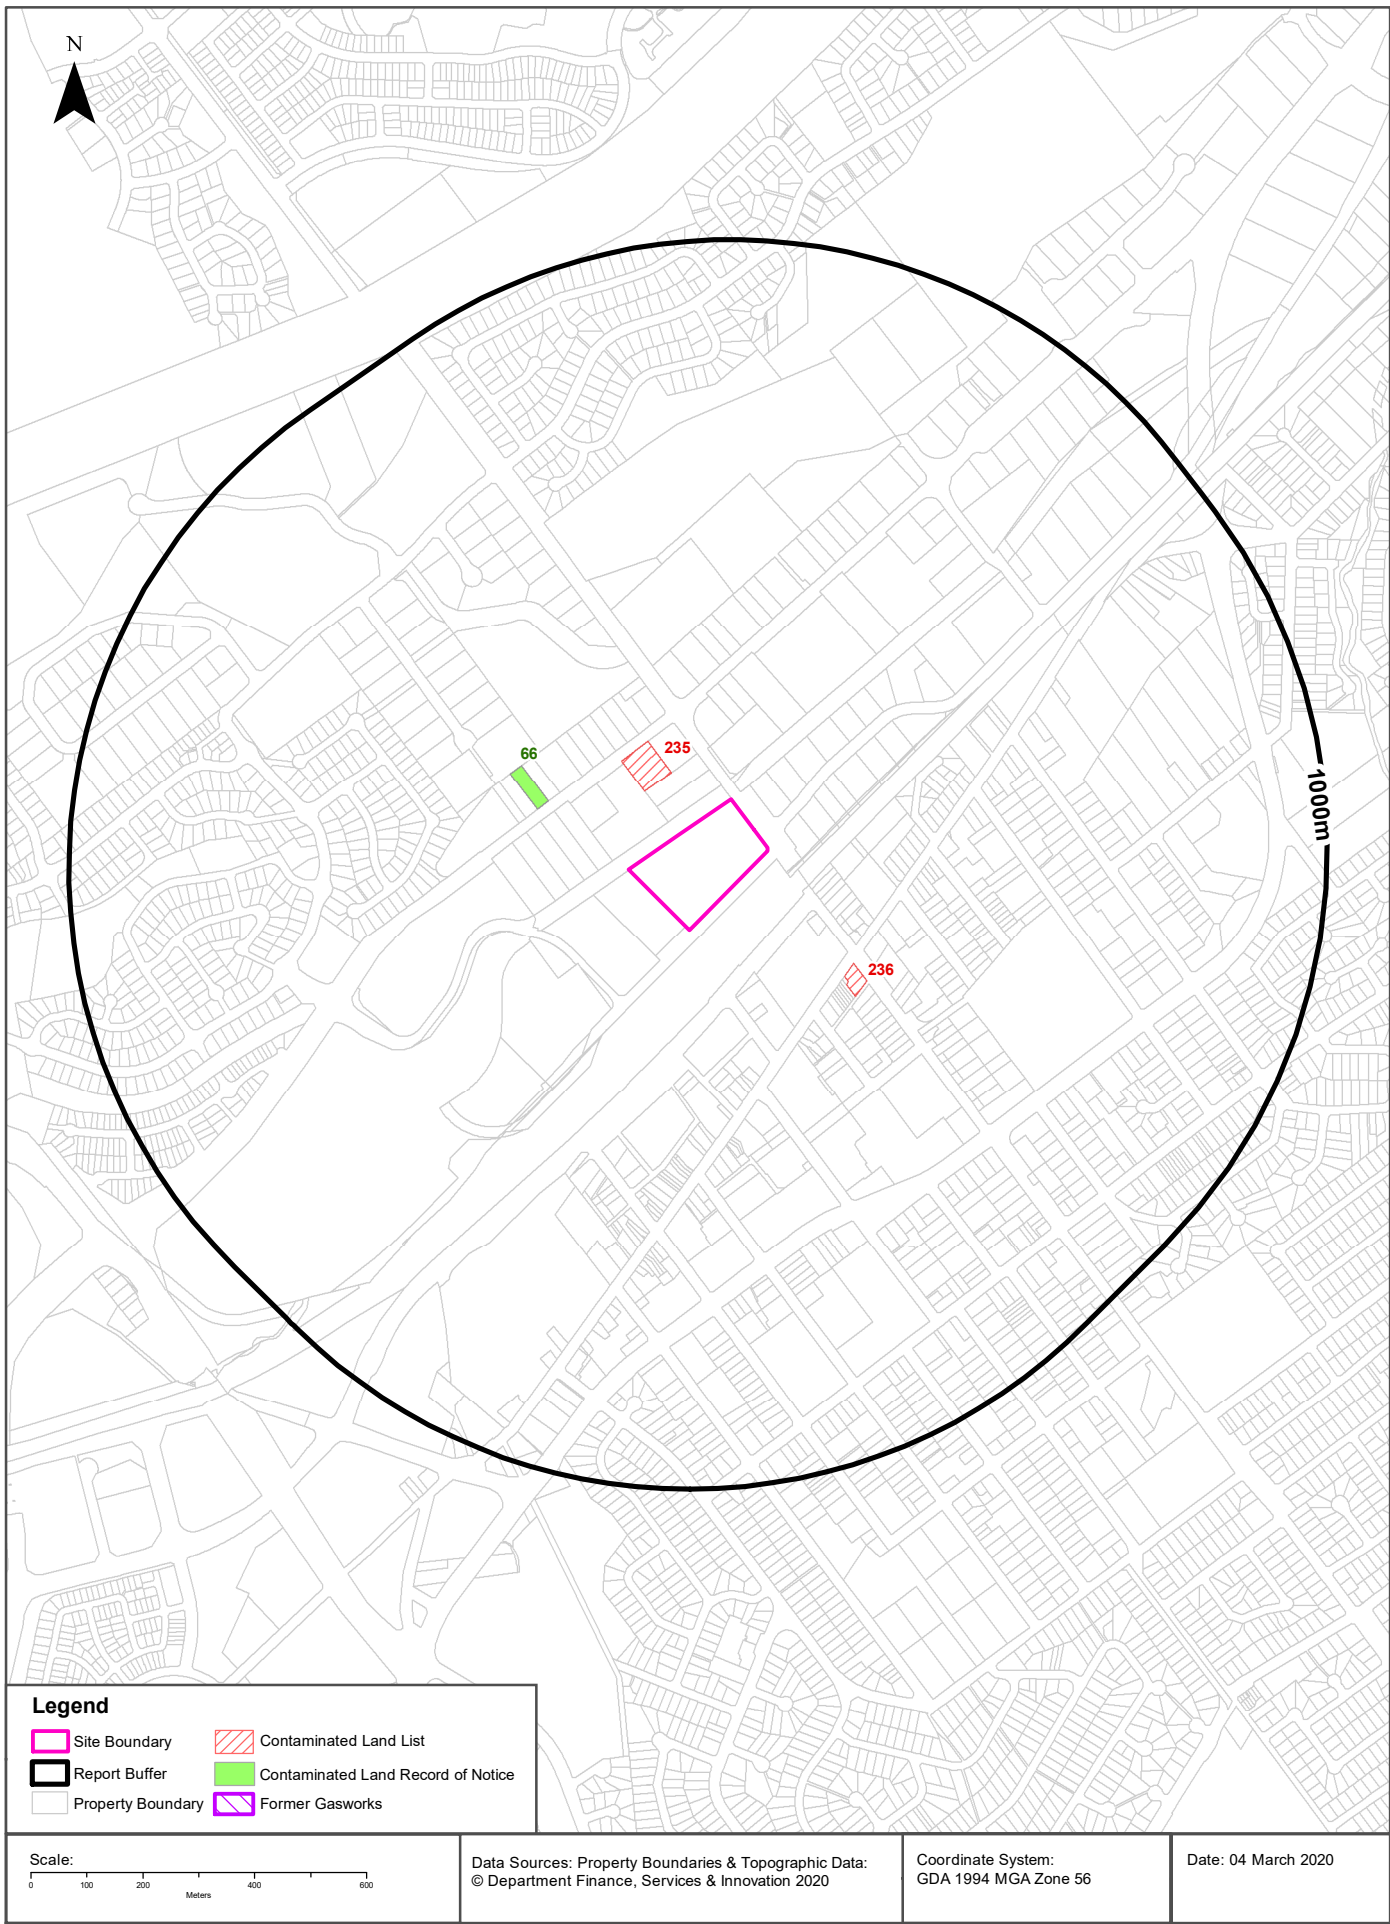 N
66
235
236
1000m
Legend
Site Boundary
Contaminated Land List
Report Buffer
Contaminated Land Record of Notice
Property Boundary
Former Gasworks
Scale:
0 100 200 400 600
Meters
Data Sources: Property Boundaries & Topographic Data:
© Department Finance, Services & Innovation 2020
Coordinate System:
GDA 1994 MGA Zone 56
Date: 04 March 2020